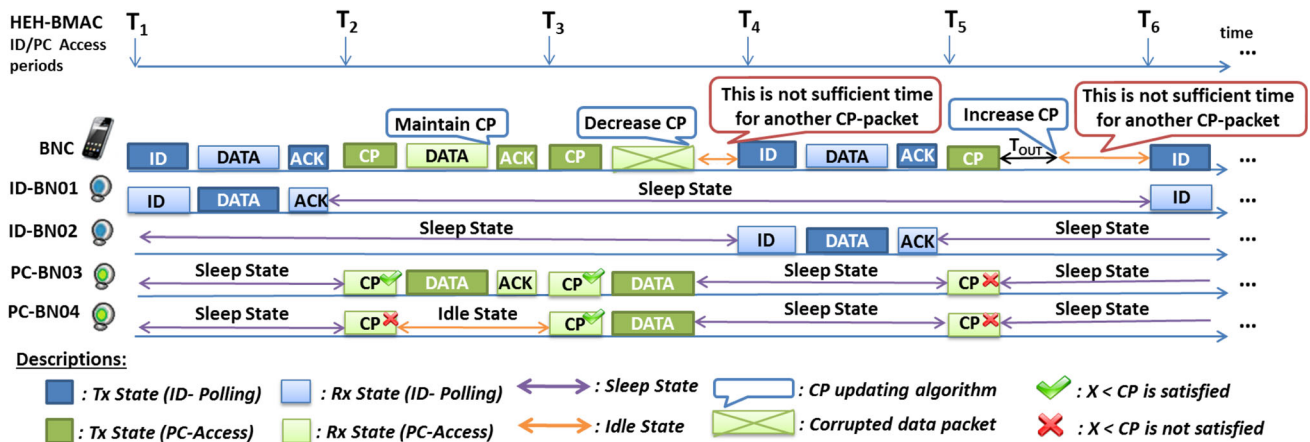 HEH-BMAC T1 T2 T3 T4 T5 T6 time
ID/PC Access
periods ...
Maintain CP Decrease CP This is not sufficient time
for another CP-packet Increase CP This is not sufficient time
for another CP-packet
BNC ID DATA ACK CP DATA ACK CP ID DATA ACK CP TOUT ID ...
ID-BN01 ID DATA ACK Sleep State ID ...
ID-BN02 Sleep State ID DATA ACK Sleep State ...
PC-BN03 Sleep State CP DATA ACK CP DATA Sleep State CP Sleep State ...
PC-BN04 Sleep State CP Idle State CP DATA Sleep State CP Sleep State ...
Descriptions:
: Tx State (ID- Polling) : Rx State (ID- Polling) : Sleep State : CP updating algorithm : X < CP is satisfied
: Tx State (PC-Access) : Rx State (PC-Access) : Idle State : Corrupted data packet : X < CP is not satisfied